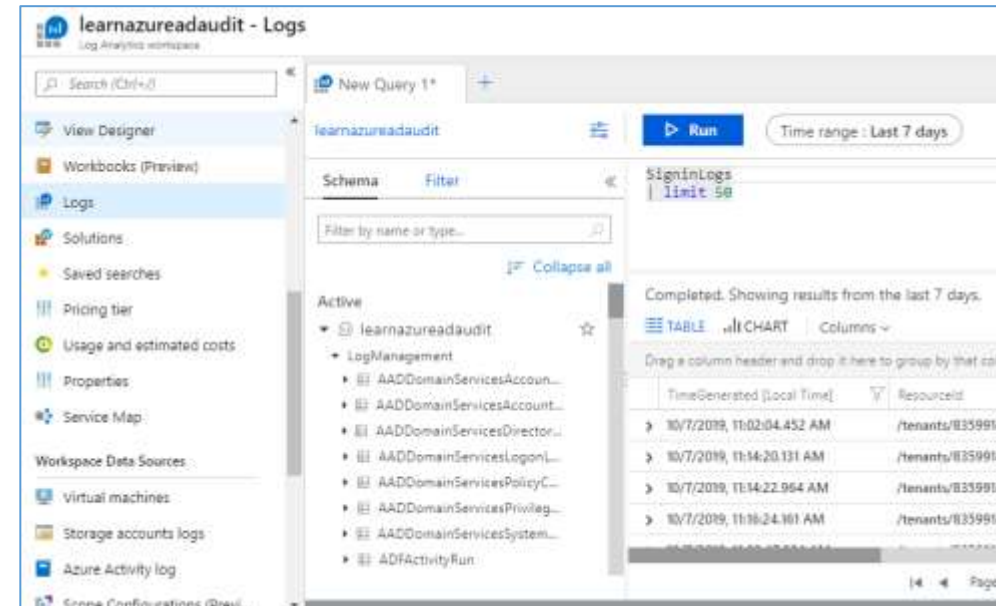 learnazureadaudit - Logs
Log Analytics workspace
Search (Ctrl+/)
View Designer
Workbooks (Preview)
Logs
Solutions
Saved searches
Pricing tier
Usage and estimated costs
Properties
Service Map
Workspace Data Sources
Virtual machines
Storage accounts logs
Azure Activity log
Scope Configurations (Previ...
New Query 1*
learnazureadaudit
Run
Time range : Last 7 days
Schema Filter
Filter by name or type...
Collapse all
Active
learnazureadaudit
LogManagement
AADDomainServicesAccoun...
AADDomainServicesAccount...
AADDomainServicesDirector...
AADDomainServicesLogonL...
AADDomainServicesPolicyC...
AADDomainServicesPrivileg...
AADDomainServicesSystem...
ADFActivityRun
SigninLogs
| limit 50
Completed. Showing results from the last 7 days.
TABLE CHART Columns
Drag a column header and drop it here to group by that
TimeGenerated [Local Time] ResourceId
10/7/2019, 11:02:04.452 AM /tenants/835991
10/7/2019, 11:14:20.131 AM /tenants/835991
10/7/2019, 11:14:22.964 AM /tenants/835991
10/7/2019, 11:16:24.161 AM /tenants/835991
Page